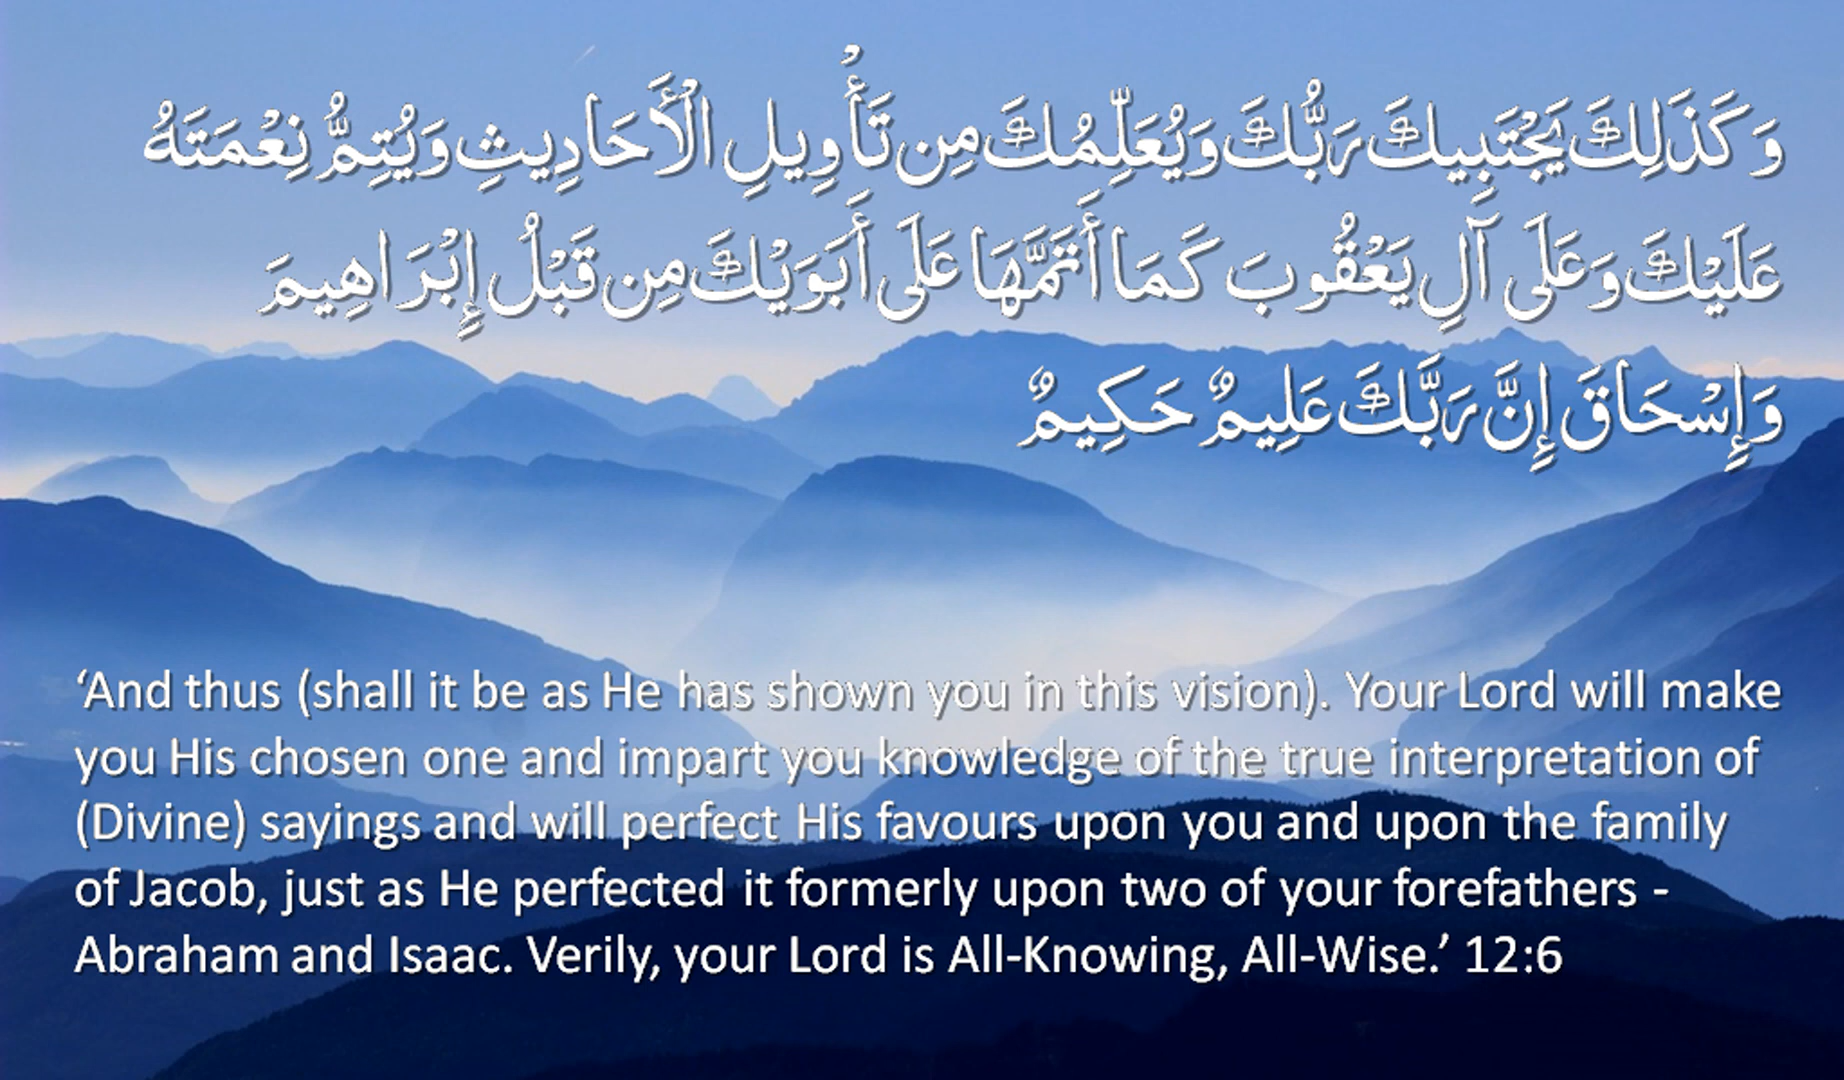 وَكَذَلِكَ يَجْتَبِيكَ رَبُّكَ وَيُعَلِّمُكَ مِن تَأْوِيلِ الْأَحَادِيثِ وَيُتِمُّ نِعْمَتَهُ
عَلَيْكَ وَعَلَى آلِ يَعْقُوبَ كَمَا أَتَمَّهَا عَلَى أَبَوَيْكَ مِن قَبْلُ إِبْرَاهِيمَ
وَإِسْحَاقَ إِنَّ رَبَّكَ عَلِيمٌ حَكِيمٌ
‘And thus (shall it be as He has shown you in this vision). Your Lord will make
you His chosen one and impart you knowledge of the true interpretation of
(Divine) sayings and will perfect His favours upon you and upon the family
of Jacob, just as He perfected it formerly upon two of your forefathers -
Abraham and Isaac. Verily, your Lord is All-Knowing, All-Wise.’ 12:6